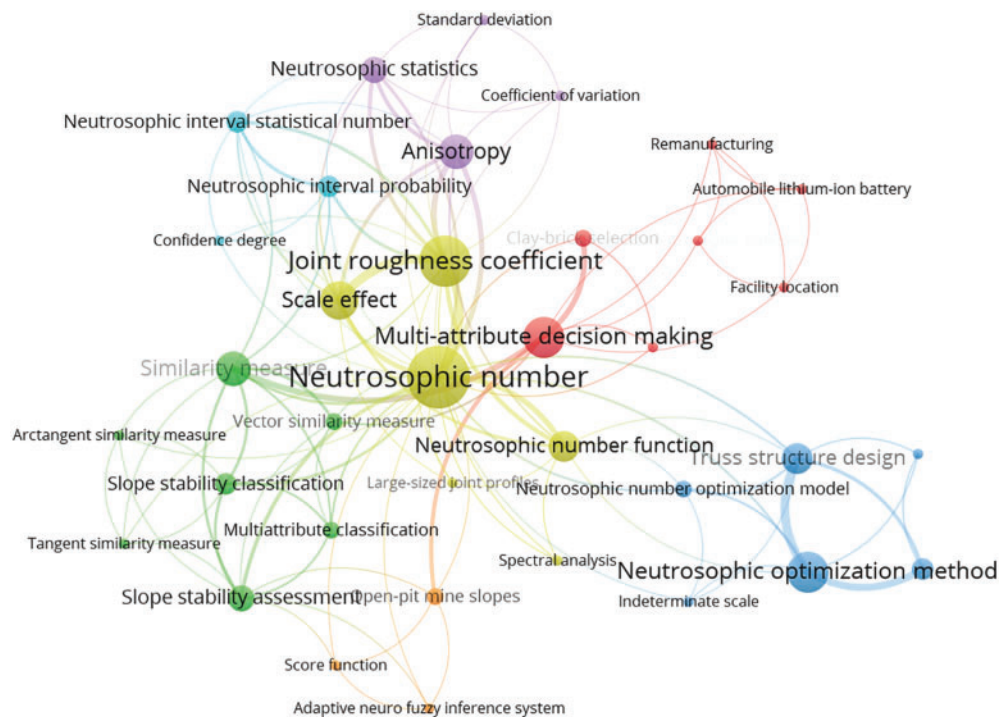 Standard deviation
Neutrosophic statistics
Coefficient of variation
Neutrosophic interval statistical number
Anisotropy
Remanufacturing
Neutrosophic interval probability
Automobile lithium-ion battery
Confidence degree
Clay-brick selection
Joint roughness coefficient
Facility location
Scale effect
Multi-attribute decision making
Similarity measure
Neutrosophic number
Vector similarity measure
Arctangent similarity measure
Neutrosophic number function
Truss structure design
Slope stability classification
Large-sized joint profiles
Neutrosophic number optimization model
Multiattribute classification
Tangent similarity measure
Spectral analysis
Neutrosophic optimization method
Slope stability assessment
Open-pit mine slopes
Indeterminate scale
Score function
Adaptive neuro fuzzy inference system